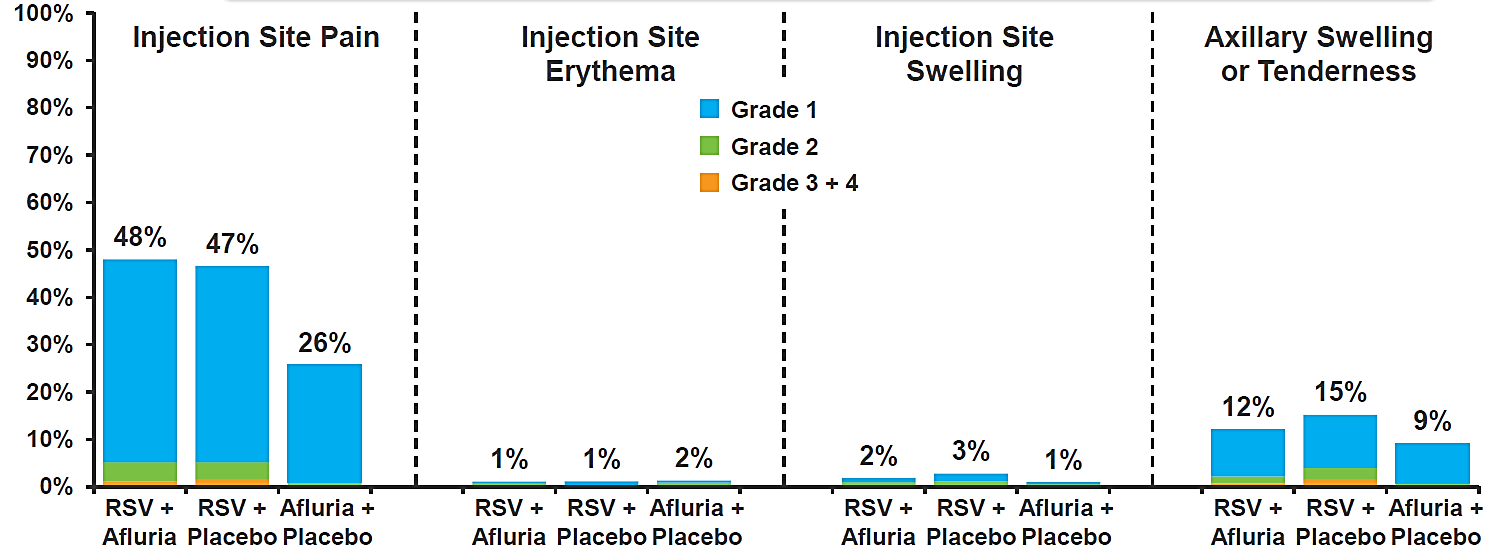 100%
90%
80%
70%
60%
50%
40%
30%
20%
10%
0%
Injection Site Pain
48%
47%
26%
RSV +
Afluria
RSV +
Placebo
Afluria +
Placebo
Injection Site
Erythema
1%
1%
2%
RSV +
Afluria
RSV +
Placebo
Afluria +
Placebo
Grade 1
Grade 2
Grade 3 + 4
Injection Site
Swelling
2%
3%
1%
RSV +
Afluria
RSV +
Placebo
Afluria +
Placebo
Axillary Swelling
or Tenderness
12%
15%
9%
RSV +
Afluria
RSV +
Placebo
Afluria +
Placebo